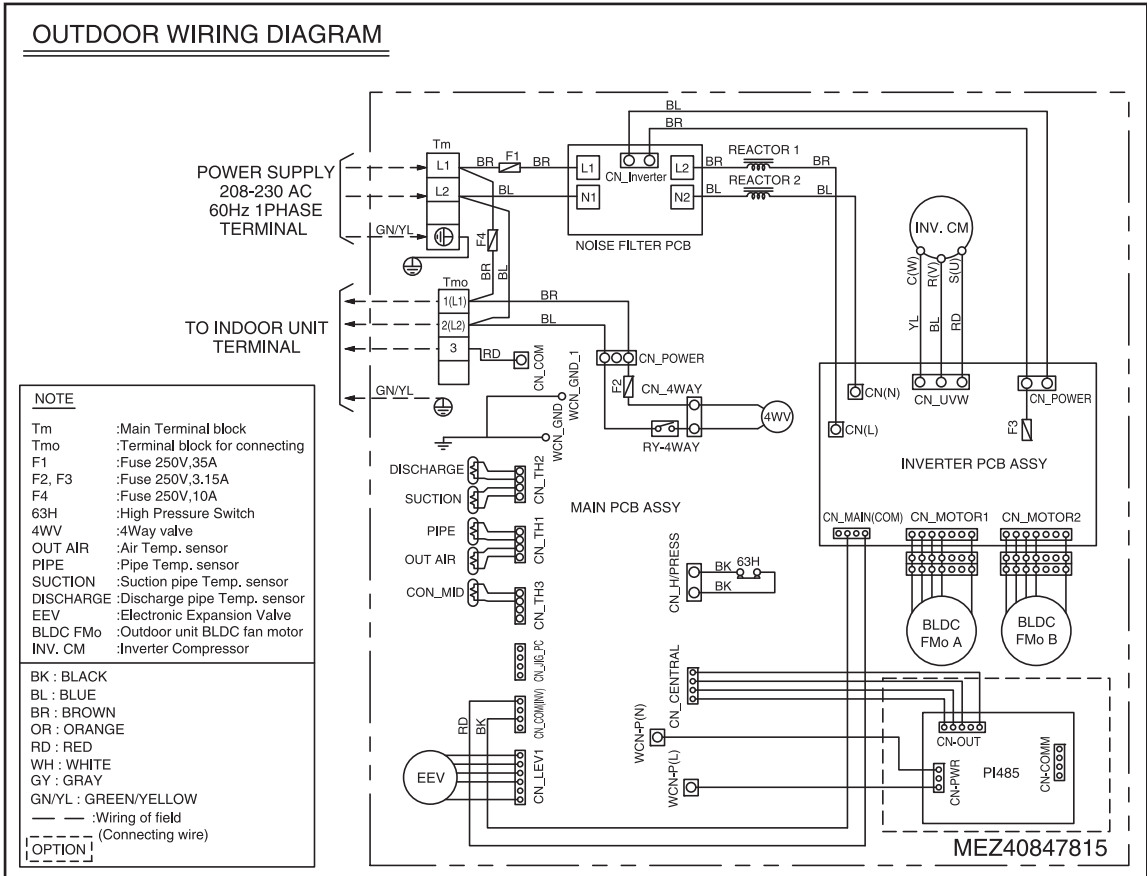 OUTDOOR WIRING DIAGRAM
POWER SUPPLY
208-230 AC
60Hz 1PHASE
TERMINAL
GN/YL
Tm
L1
L2
BR
F1
BR
BL
F4
BR
BL
L1
N1
CN_Inverter
L2
N2
NOISE FILTER PCB
BL
BR
BR
REACTOR 1
BR
BL
REACTOR 2
BL
TO INDOOR UNIT
TERMINAL
GN/YL
Tmo
1(L1)
2(L2)
3
BR
BL
RD
CN_COM
WCN_GND_1
WCN_GND
CN_POWER
F2
CN_4WAY
RY-4WAY
4WV
INV. CM
C(W)
R(V)
S(U)
YL
BL
RD
CN(N)
CN(L)
CN_UVW
CN_POWER
F3
INVERTER PCB ASSY
CN_MAIN(COM)
CN_MOTOR1
CN_MOTOR2
BLDC
FMo A
BLDC
FMo B
DISCHARGE
SUCTION
CN_TH2
PIPE
OUT AIR
CN_TH1
CON_MID
CN_TH3
CN_JIG_PC
MAIN PCB ASSY
CN_H/PRESS
BK
63H
BK
CN_CENTRAL
WCN-P(N)
WCN-P(L)
RD
BK
CN_COM(INV)
EEV
CN_LEV1
CN-OUT
CN-PWR
PI485
CN-COMM
MEZ40847815
NOTE
Tm :Main Terminal block
Tmo :Terminal block for connecting
F1 :Fuse 250V,35A
F2, F3 :Fuse 250V,3.15A
F4 :Fuse 250V,10A
63H :High Pressure Switch
4WV :4Way valve
OUT AIR :Air Temp. sensor
PIPE :Pipe Temp. sensor
SUCTION :Suction pipe Temp. sensor
DISCHARGE :Discharge pipe Temp. sensor
EEV :Electronic Expansion Valve
BLDC FMo :Outdoor unit BLDC fan motor
INV. CM :Inverter Compressor
BK : BLACK
BL : BLUE
BR : BROWN
OR : ORANGE
RD : RED
WH : WHITE
GY : GRAY
GN/YL : GREEN/YELLOW
:Wiring of field
(Connecting wire)
OPTION